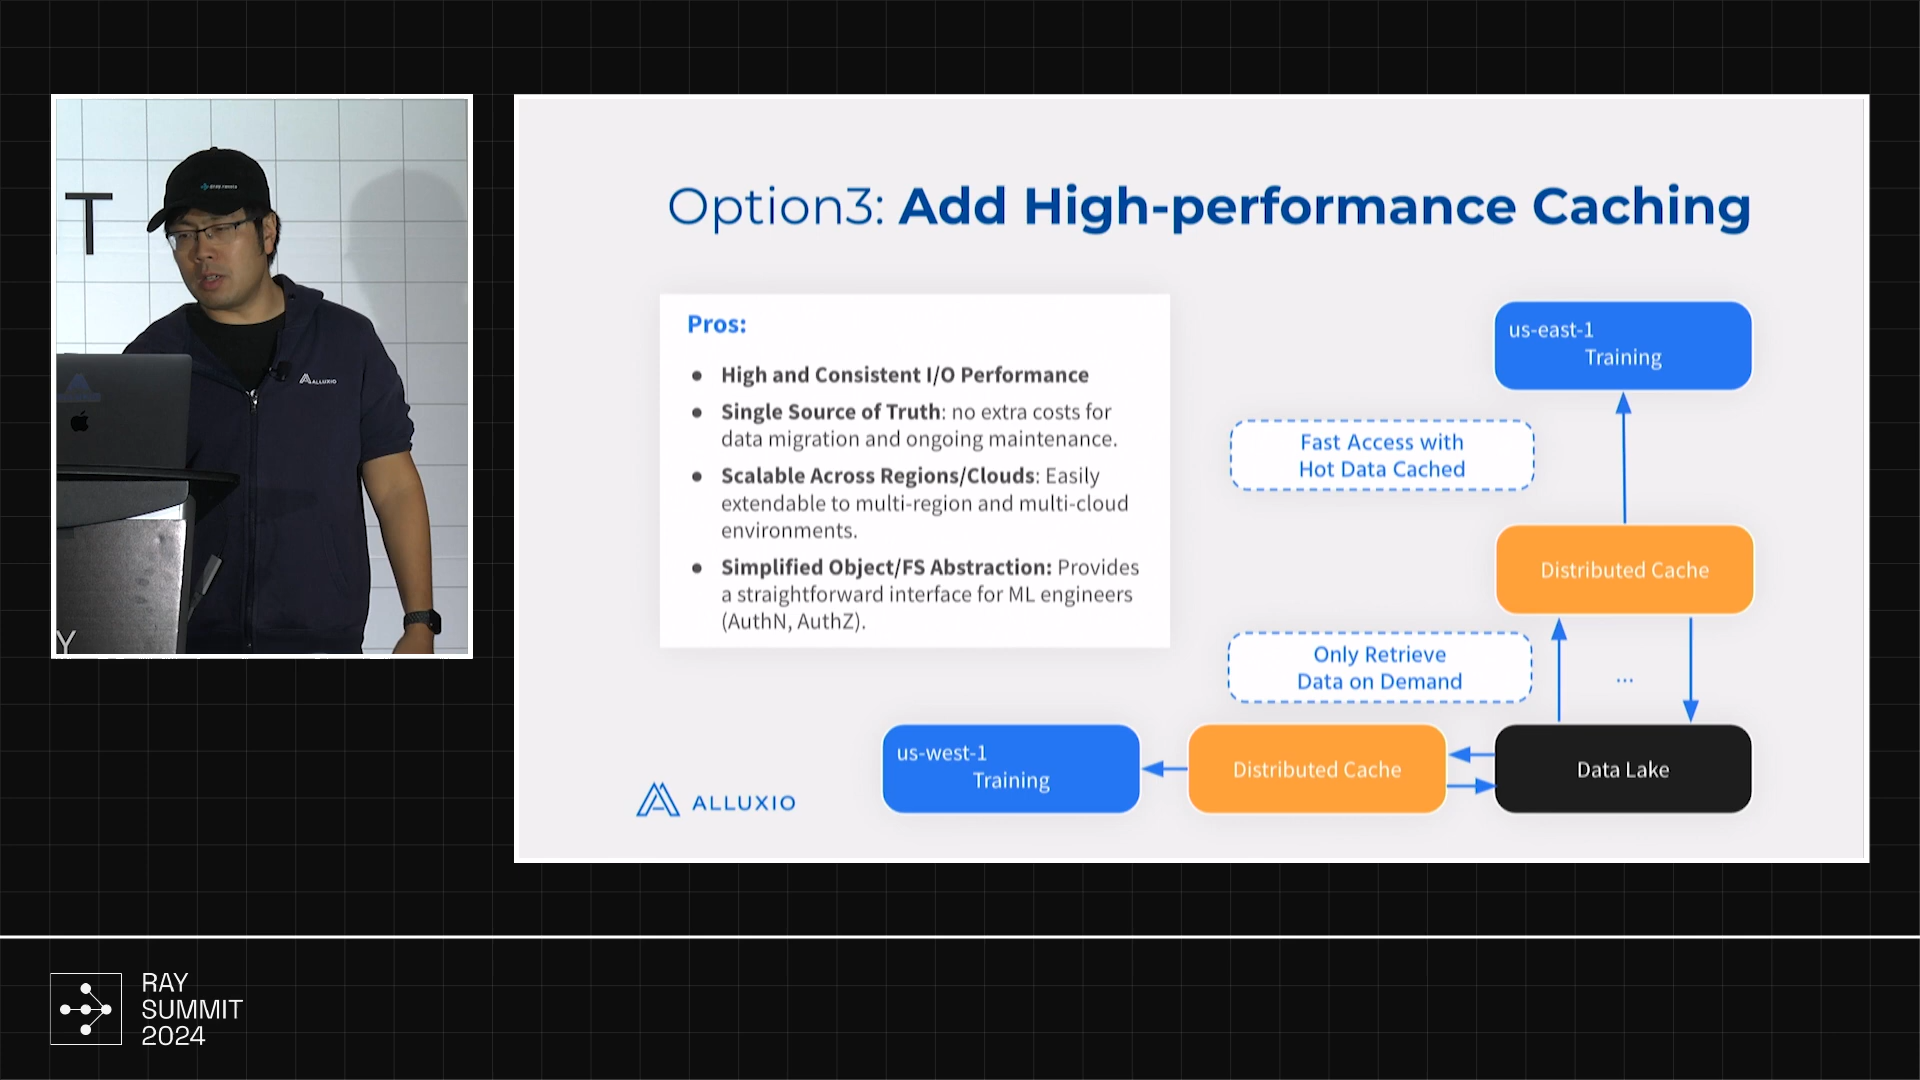 T
ALLUXIO
Y
Option3: Add High-performance Caching
Pros:
• High and Consistent I/O Performance
• Single Source of Truth: no extra costs for
data migration and ongoing maintenance.
• Scalable Across Regions/Clouds: Easily
extendable to multi-region and multi-cloud
environments.
• Simplified Object/FS Abstraction: Provides
a straightforward interface for ML engineers
(AuthN, AuthZ).
us-east-1
Training
Fast Access with
Hot Data Cached
Distributed Cache
Only Retrieve
Data on Demand
...
us-west-1
Training
Distributed Cache
Data Lake
ALLUXIO
RAY
SUMMIT
2024